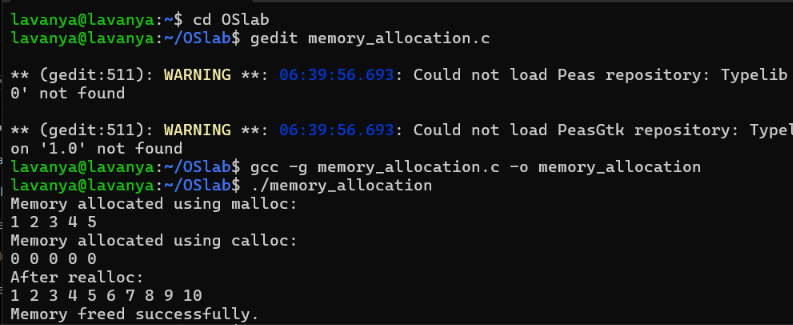 lavanya@lavanya:~$ cd OSlab
lavanya@lavanya:~/OSlab$ gedit memory_allocation.c
** (gedit:511): WARNING **: 06:39:56.693: Could not load Peas repository: Typelib
0' not found
** (gedit:511): WARNING **: 06:39:56.693: Could not load PeasGtk repository: Typel
on '1.0' not found
lavanya@lavanya:~/OSlab$ gcc -g memory_allocation.c -o memory_allocation
lavanya@lavanya:~/OSlab$ ./memory_allocation
Memory allocated using malloc:
1 2 3 4 5
Memory allocated using calloc:
0 0 0 0 0
After realloc:
1 2 3 4 5 6 7 8 9 10
Memory freed successfully.